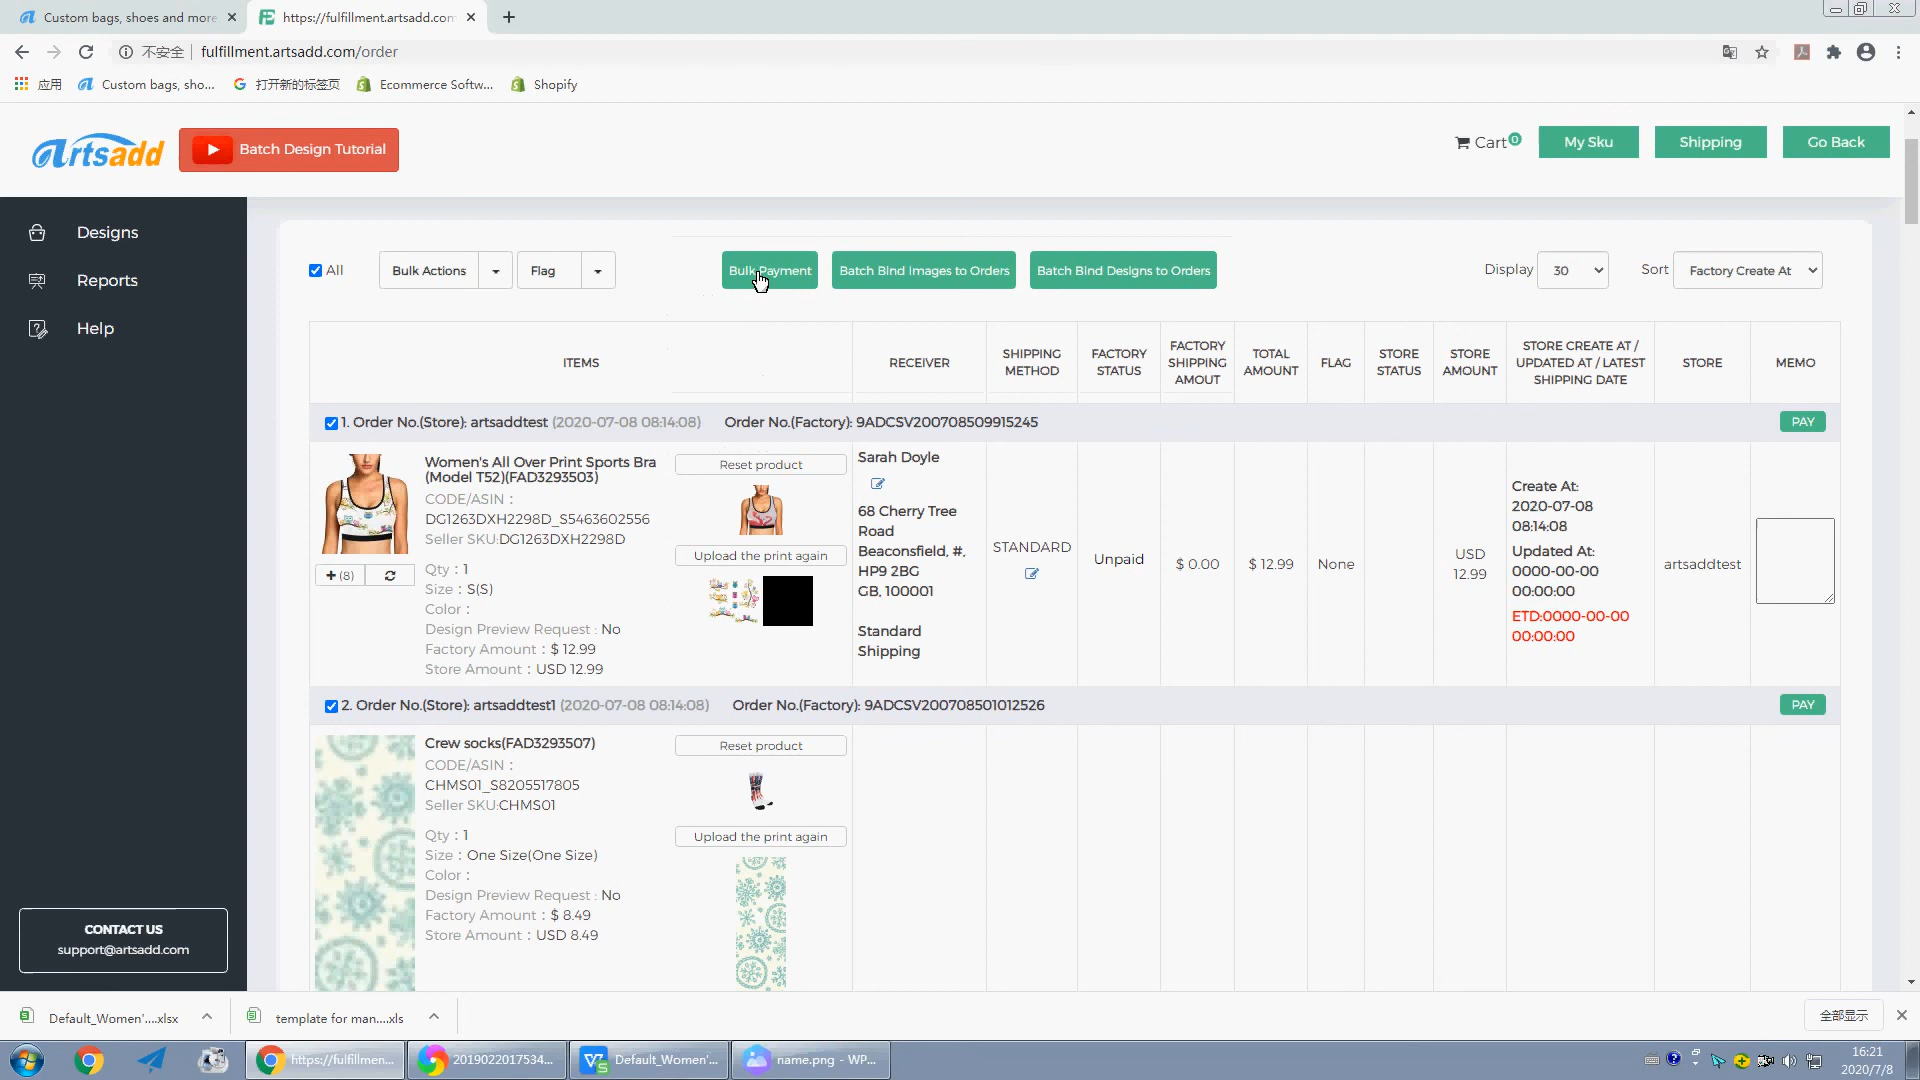 Custom bags, shoes and more
https://fulfillment.artsadd.com
不安全
fulfillment.artsadd.com/order
应用
Custom bags, sho...
打开新的标签页
Ecommerce Softw...
Shopify
artsadd
Batch Design Tutorial
Cart 0
My Sku
Shipping
Go Back
Designs
Reports
Help
CONTACT US
support@artsadd.com
All
Bulk Actions
Flag
Bulk Payment
Batch Bind Images to Orders
Batch Bind Designs to Orders
Display
30
Sort
Factory Create At
ITEMS
RECEIVER
SHIPPING
METHOD
FACTORY
STATUS
FACTORY
SHIPPING
AMOUT
TOTAL
AMOUNT
FLAG
STORE
STATUS
STORE
AMOUNT
STORE CREATE AT /
UPDATED AT / LATEST
SHIPPING DATE
STORE
MEMO
1. Order No.(Store): artsaddtest (2020-07-08 08:14:08)
Order No.(Factory): 9ADCSV200708509915245
PAY
Women's All Over Print Sports Bra
(Model T52)(FAD3293503)
CODE/ASIN :
DG1263DXH2298D_S5463602556
Seller SKU:DG1263DXH2298D
Qty : 1
Size : S(S)
Color :
Design Preview Request : No
Factory Amount : $ 12.99
Store Amount : USD 12.99
(8)
Reset product
Upload the print again
Sarah Doyle
68 Cherry Tree
Road
Beaconsfield, #,
HP9 2BG
GB, 100001
Standard
Shipping
STANDARD
Unpaid
$ 0.00
$ 12.99
None
USD
12.99
Create At:
2020-07-08
08:14:08
Updated At:
0000-00-00
00:00:00
ETD:0000-00-00
00:00:00
artsaddtest
2. Order No.(Store): artsaddtest1 (2020-07-08 08:14:08)
Order No.(Factory): 9ADCSV200708501012526
PAY
Crew socks(FAD3293507)
CODE/ASIN :
CHMS01_S8205517805
Seller SKU:CHMS01
Qty : 1
Size : One Size(One Size)
Color :
Design Preview Request : No
Factory Amount : $ 8.49
Store Amount : USD 8.49
Reset product
Upload the print again
Default_Women'....xlsx
template for man....xls
全部显示
https://fulfillmen...
2019022017534...
Default_Women'...
name.png - WP...
16:21
2020/7/8